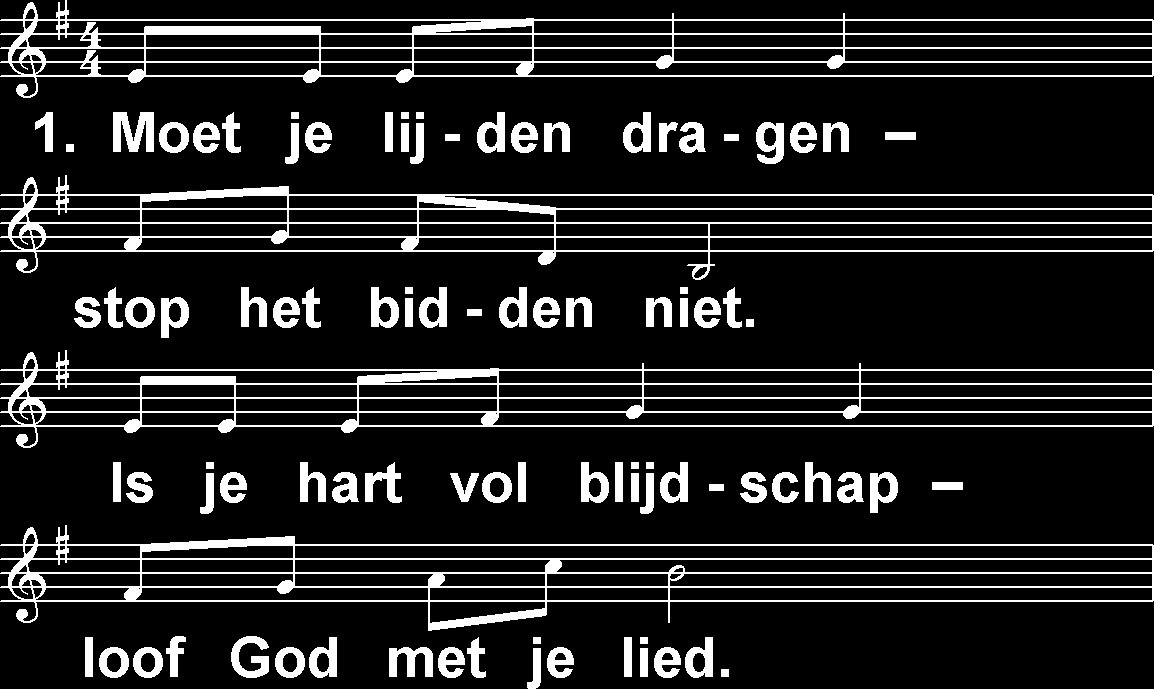 1. Moet je lij - den dra - gen –
stop het bid - den niet.
Is je hart vol blijd - schap –
loof God met je lied.